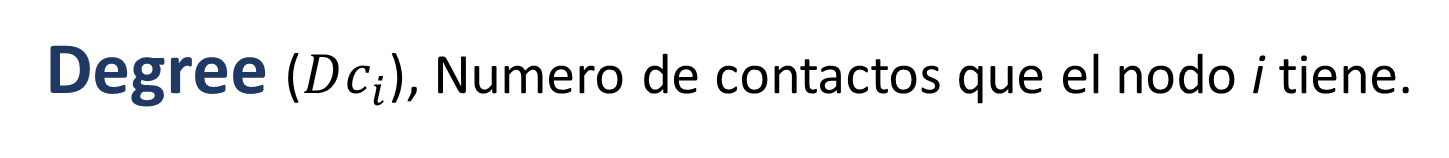 Degree (𝐷𝑐ᵢ), Numero de contactos que el nodo i tiene.